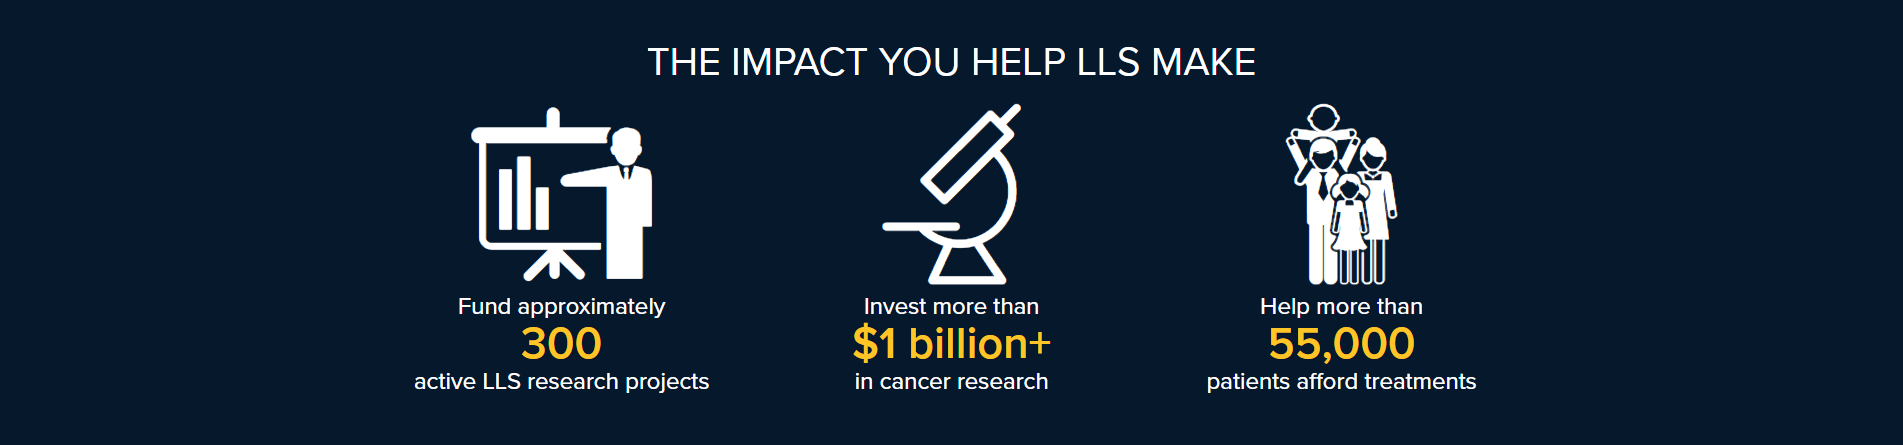 THE IMPACT YOU HELP LLS MAKE
Fund approximately
300
active LLS research projects
Invest more than
$1 billion+
in cancer research
Help more than
55,000
patients afford treatments